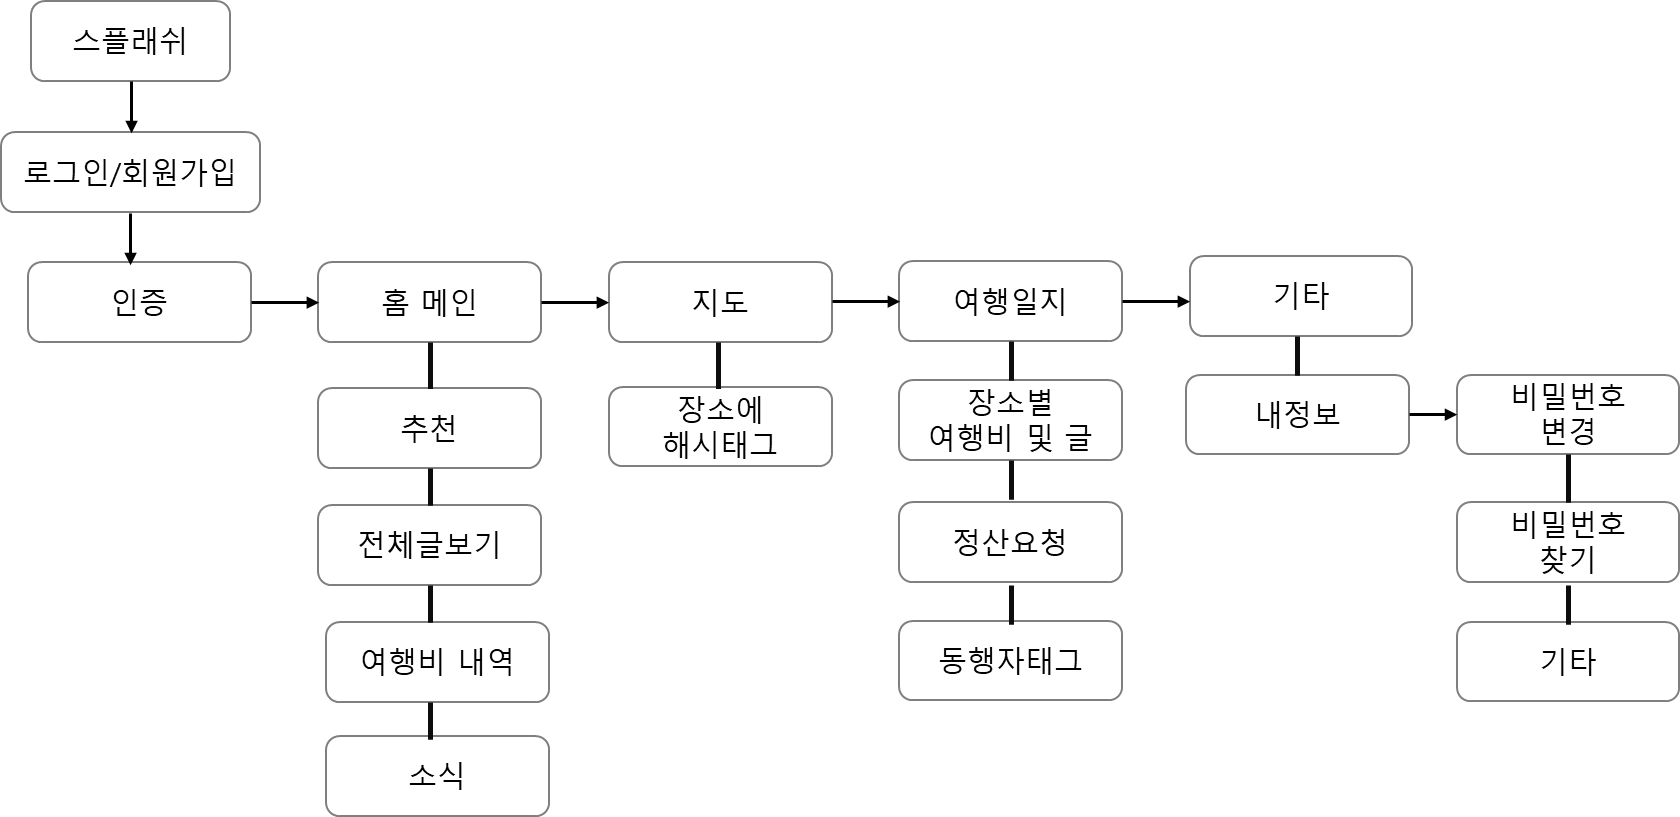 스플래쉬
로그인/회원가입
인증
홈 메인
지도
여행일지
기타
추천
전체글보기
여행비 내역
소식
장소에
해시태그
장소별
여행비 및 글
정산요청
동행자태그
내정보
비밀번호
변경
비밀번호
찾기
기타